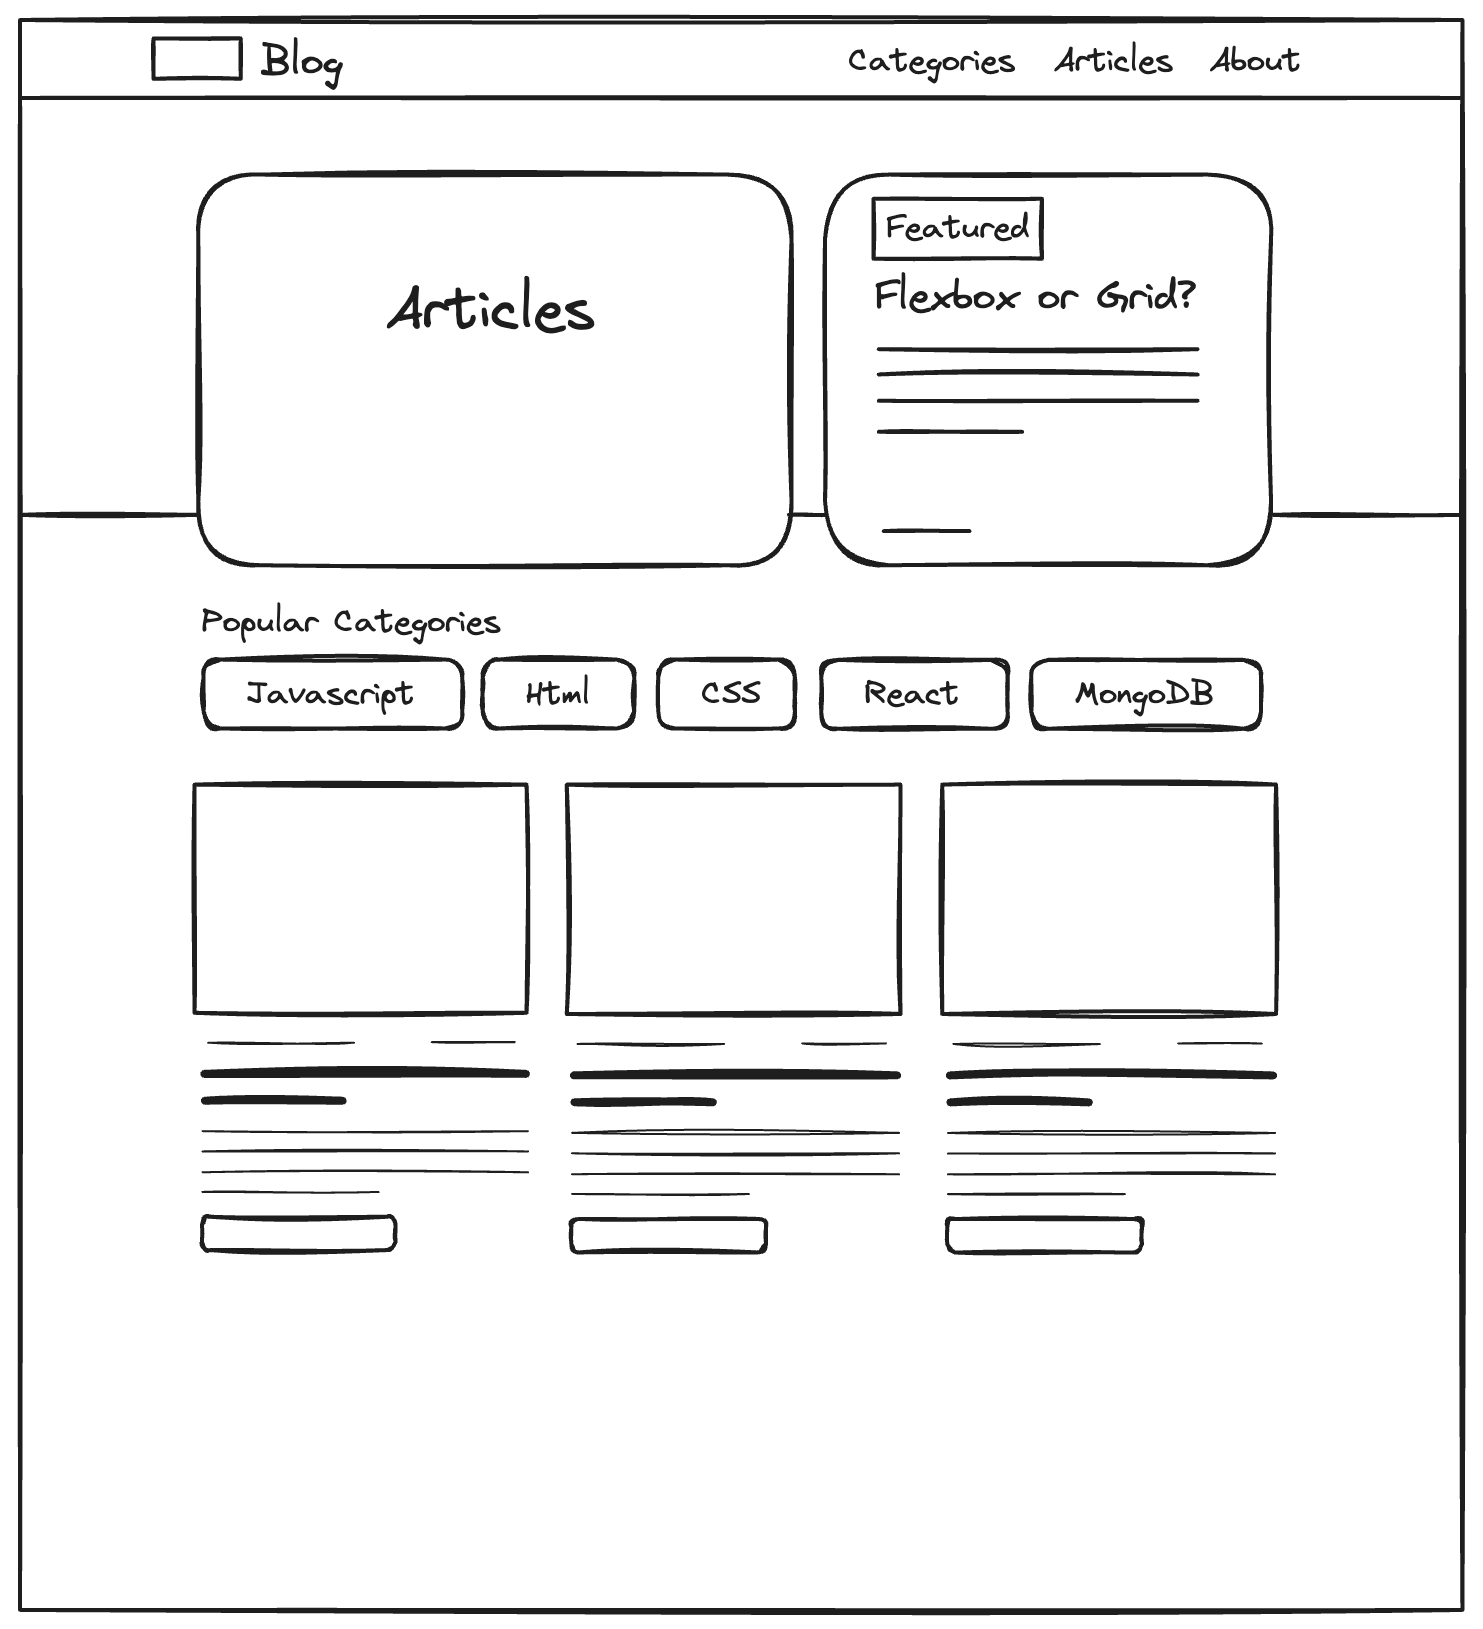 Blog
Categories Articles About
Articles
Featured
Flexbox or Grid?
Popular Categories
Javascript Html CSS React MongoDB